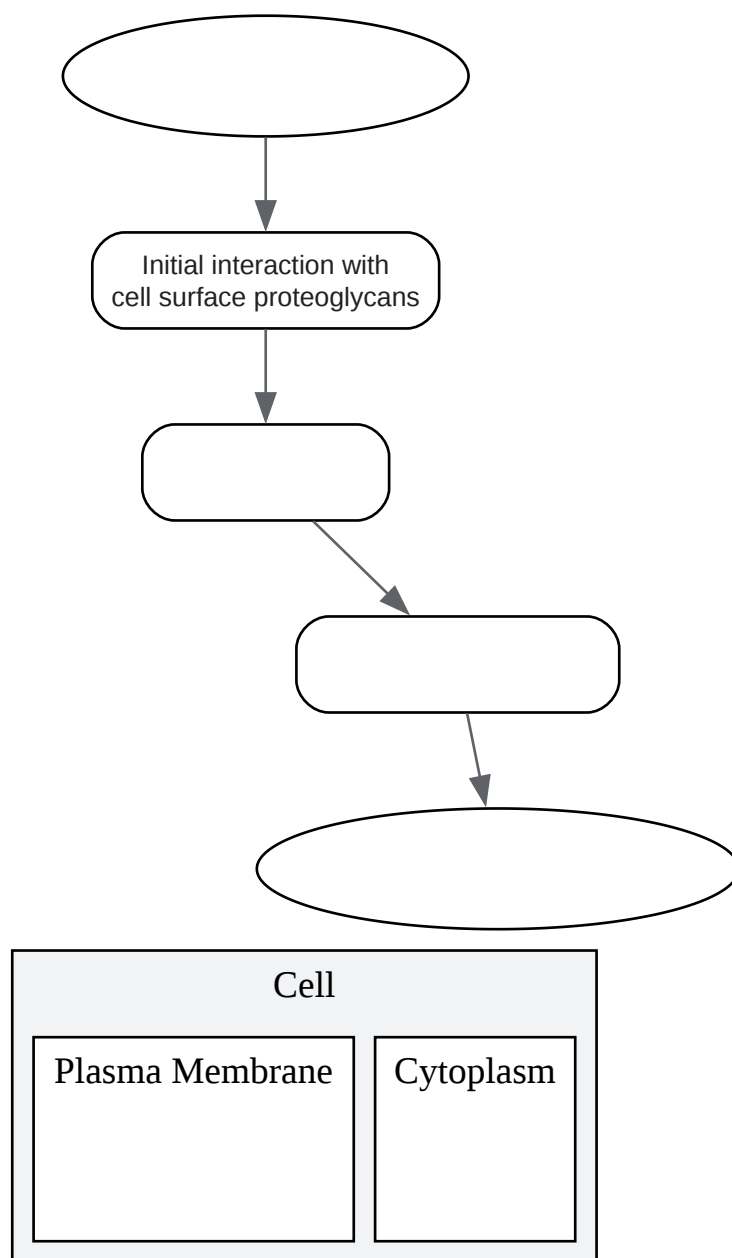 Initial interaction with
cell surface proteoglycans
Cell
Plasma Membrane
Cytoplasm